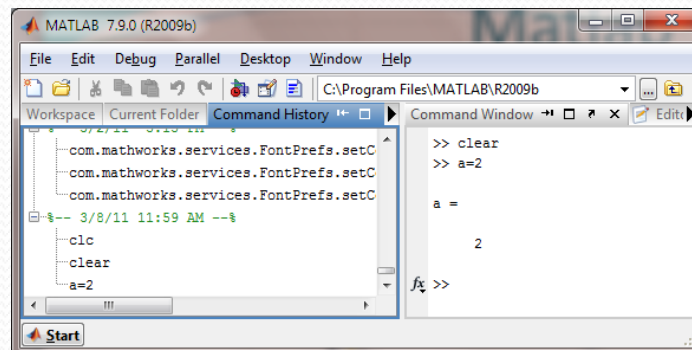 MATLAB 7.9.0 (R2009b)
File Edit Debug Parallel Desktop Window Help
C:\Program Files\MATLAB\R2009b
Workspace Current Folder Command History
com.mathworks.services.FontPrefs.setC
com.mathworks.services.FontPrefs.setC
com.mathworks.services.FontPrefs.setC
%-- 3/8/11 11:59 AM --%
clc
clear
a=2
Command Window Edito
>> clear
>> a=2
a =
2
fx >>
Start